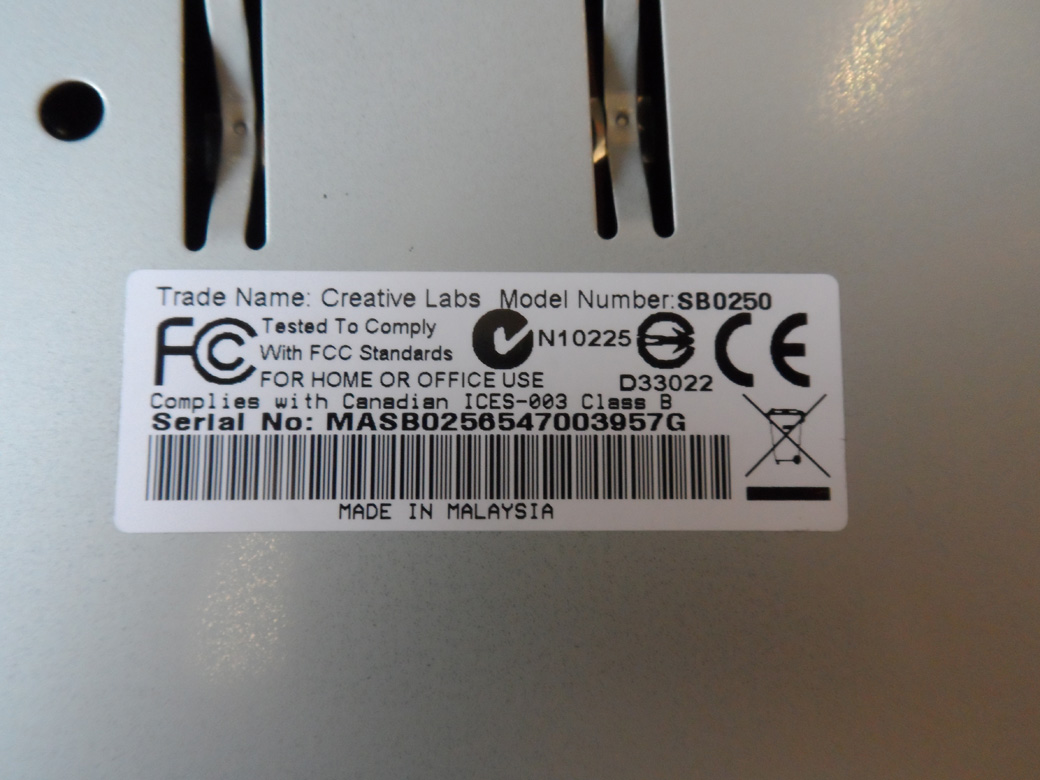 Trade Name: Creative Labs Model Number:SB0250
FC Tested To Comply
With FCC Standards
N10225
FOR HOME OR OFFICE USE
D33022
CE
Complies with Canadian ICES-003 Class B
Serial No: MASB0256547003957G
MADE IN MALAYSIA